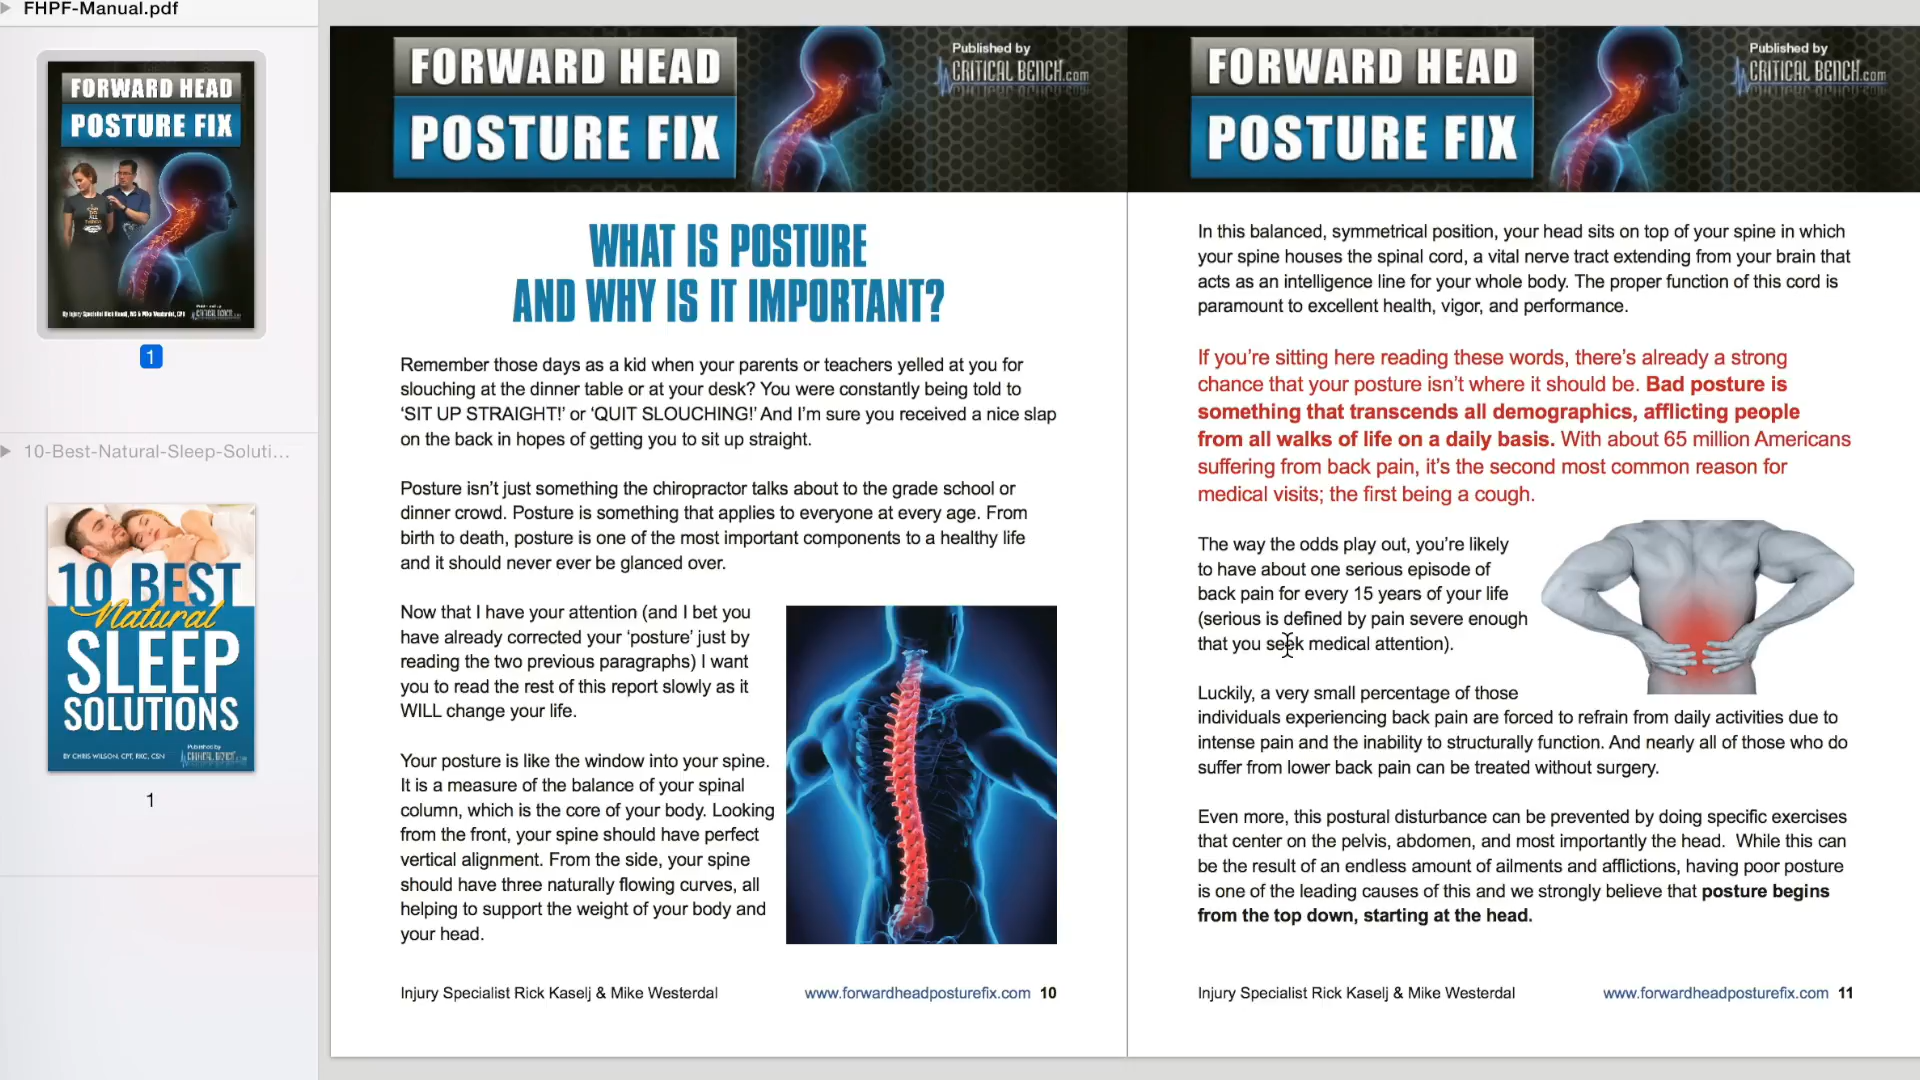 FHPF-Manual.pdf
FORWARD HEAD
POSTURE FIX
1
10-Best-Natural-Sleep-Soluti...
10 BEST
Natural
SLEEP
SOLUTIONS
BY CHRIS WILSON, CPT, RKC, CSN
Published by
1
FORWARD HEAD
POSTURE FIX
Published by
CRITICAL BENCH.com
WHAT IS POSTURE
AND WHY IS IT IMPORTANT?
Remember those days as a kid when your parents or teachers yelled at you for
slouching at the dinner table or at your desk? You were constantly being told to
‘SIT UP STRAIGHT!’ or ‘QUIT SLOUCHING!’ And I’m sure you received a nice slap
on the back in hopes of getting you to sit up straight.
Posture isn’t just something the chiropractor talks about to the grade school or
dinner crowd. Posture is something that applies to everyone at every age. From
birth to death, posture is one of the most important components to a healthy life
and it should never ever be glanced over.
Now that I have your attention (and I bet you
have already corrected your ‘posture’ just by
reading the two previous paragraphs) I want
you to read the rest of this report slowly as it
WILL change your life.
Your posture is like the window into your spine.
It is a measure of the balance of your spinal
column, which is the core of your body. Looking
from the front, your spine should have perfect
vertical alignment. From the side, your spine
should have three naturally flowing curves, all
helping to support the weight of your body and
your head.
Injury Specialist Rick Kaselj & Mike Westerdal www.forwardheadposturefix.com 10
FORWARD HEAD
POSTURE FIX
Published by
CRITICAL BENCH.com
In this balanced, symmetrical position, your head sits on top of your spine in which
your spine houses the spinal cord, a vital nerve tract extending from your brain that
acts as an intelligence line for your whole body. The proper function of this cord is
paramount to excellent health, vigor, and performance.
If you’re sitting here reading these words, there’s already a strong
chance that your posture isn’t where it should be. Bad posture is
something that transcends all demographics, afflicting people
from all walks of life on a daily basis. With about 65 million Americans
suffering from back pain, it’s the second most common reason for
medical visits; the first being a cough.
The way the odds play out, you’re likely
to have about one serious episode of
back pain for every 15 years of your life
(serious is defined by pain severe enough
that you seek medical attention).
Luckily, a very small percentage of those
individuals experiencing back pain are forced to refrain from daily activities due to
intense pain and the inability to structurally function. And nearly all of those who do
suffer from lower back pain can be treated without surgery.
Even more, this postural disturbance can be prevented by doing specific exercises
that center on the pelvis, abdomen, and most importantly the head. While this can
be the result of an endless amount of ailments and afflictions, having poor posture
is one of the leading causes of this and we strongly believe that posture begins
from the top down, starting at the head.
Injury Specialist Rick Kaselj & Mike Westerdal www.forwardheadposturefix.com 11